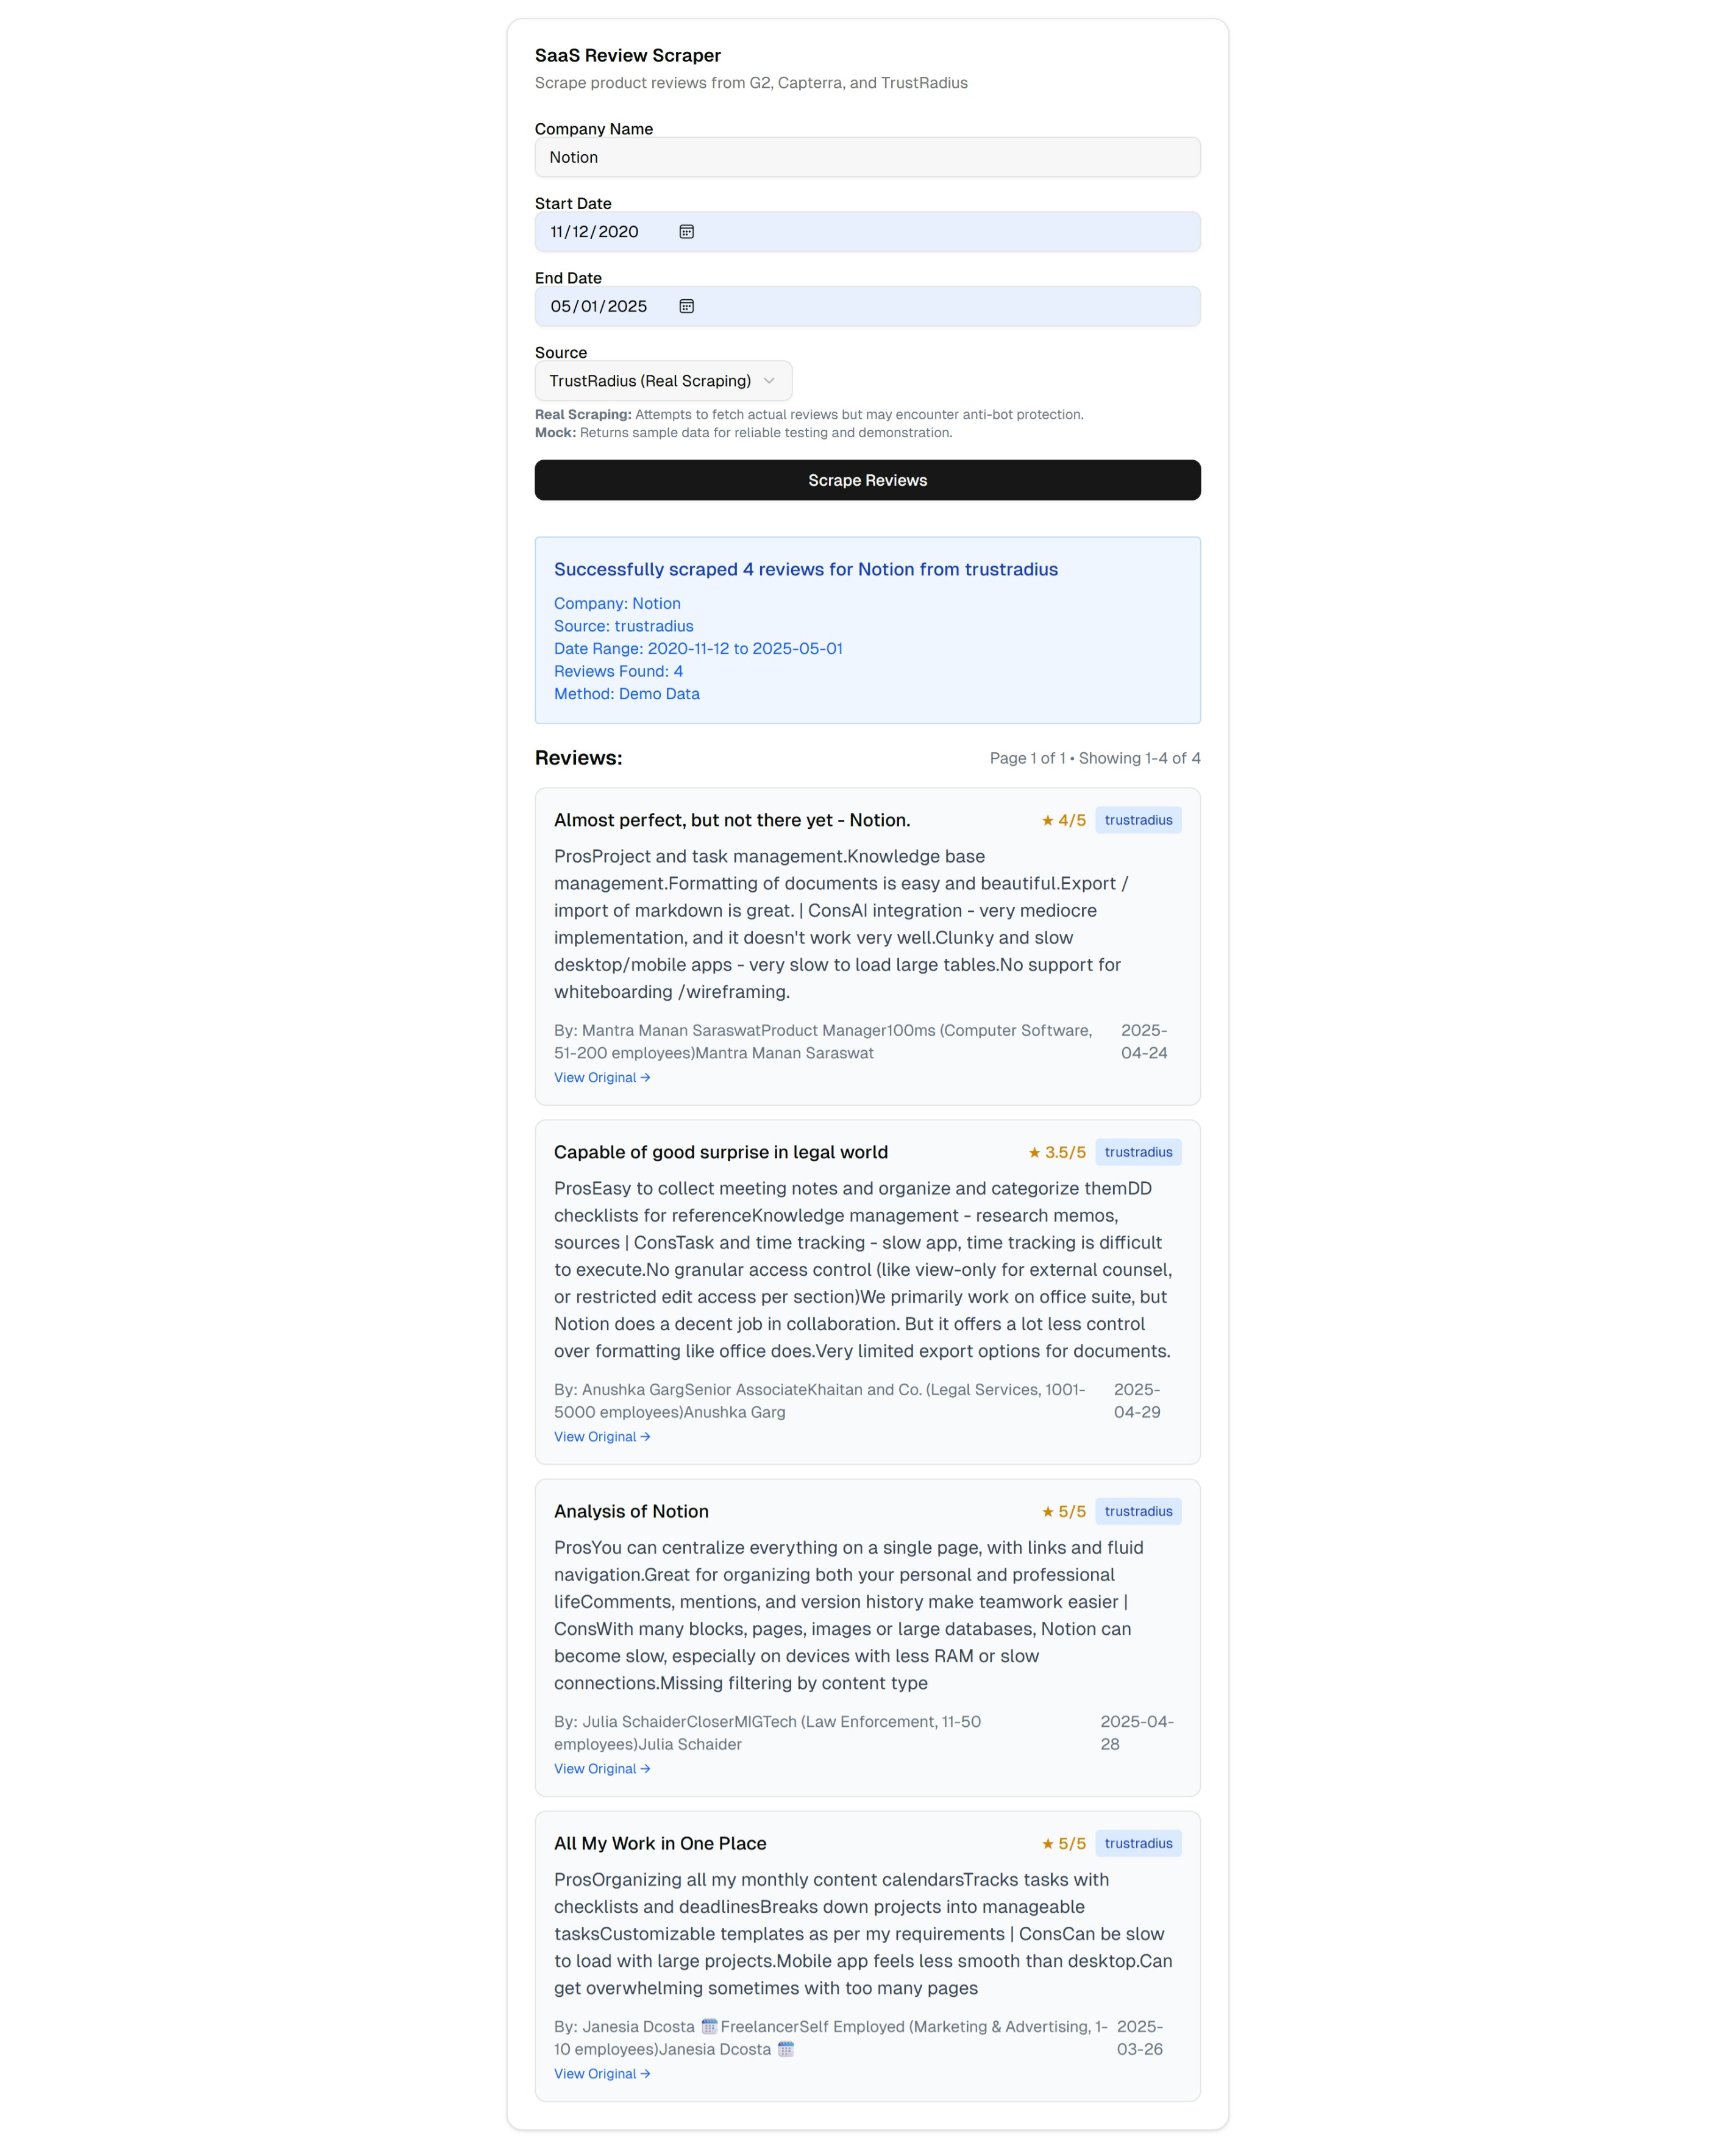 SaaS Review Scraper
Scrape product reviews from G2, Capterra, and TrustRadius
Company Name
Notion
Start Date
11/12/2020
End Date
05/01/2025
Source
TrustRadius (Real Scraping)
Real Scraping: Attempts to fetch actual reviews but may encounter anti-bot protection.
Mock: Returns sample data for reliable testing and demonstration.
Scrape Reviews
Successfully scraped 4 reviews for Notion from trustradius
Company: Notion
Source: trustradius
Date Range: 2020-11-12 to 2025-05-01
Reviews Found: 4
Method: Demo Data
Reviews: Page 1 of 1 • Showing 1-4 of 4
Almost perfect, but not there yet - Notion. ★ 4/5 trustradius
ProsProject and task management.Knowledge base
management.Formatting of documents is easy and beautiful.Export /
import of markdown is great. | ConsAI integration - very mediocre
implementation, and it doesn't work very well.Clunky and slow
desktop/mobile apps - very slow to load large tables.No support for
whiteboarding /wireframing.
By: Mantra Manan SaraswatProduct Manager100ms (Computer Software, 2025-
51-200 employees)Mantra Manan Saraswat 04-24
View Original →
Capable of good surprise in legal world ★ 3.5/5 trustradius
ProsEasy to collect meeting notes and organize and categorize themDD
checklists for referenceKnowledge management - research memos,
sources | ConsTask and time tracking - slow app, time tracking is difficult
to execute.No granular access control (like view-only for external counsel,
or restricted edit access per section)We primarily work on office suite, but
Notion does a decent job in collaboration. But it offers a lot less control
over formatting like office does.Very limited export options for documents.
By: Anushka GargSenior AssociateKhaitan and Co. (Legal Services, 1001- 2025-
5000 employees)Anushka Garg 04-29
View Original →
Analysis of Notion ★ 5/5 trustradius
ProsYou can centralize everything on a single page, with links and fluid
navigation.Great for organizing both your personal and professional
lifeComments, mentions, and version history make teamwork easier |
ConsWith many blocks, pages, images or large databases, Notion can
become slow, especially on devices with less RAM or slow
connections.Missing filtering by content type
By: Julia SchaiderCloserMIGTech (Law Enforcement, 11-50 2025-04-
employees)Julia Schaider 28
View Original →
All My Work in One Place ★ 5/5 trustradius
ProsOrganizing all my monthly content calendarsTracks tasks with
checklists and deadlinesBreaks down projects into manageable
tasksCustomizable templates as per my requirements | ConsCan be slow
to load with large projects.Mobile app feels less smooth than desktop.Can
get overwhelming sometimes with too many pages
By: Janesia Dcosta 🗓️FreelancerSelf Employed (Marketing & Advertising, 1- 2025-
10 employees)Janesia Dcosta 🗓️ 03-26
View Original →